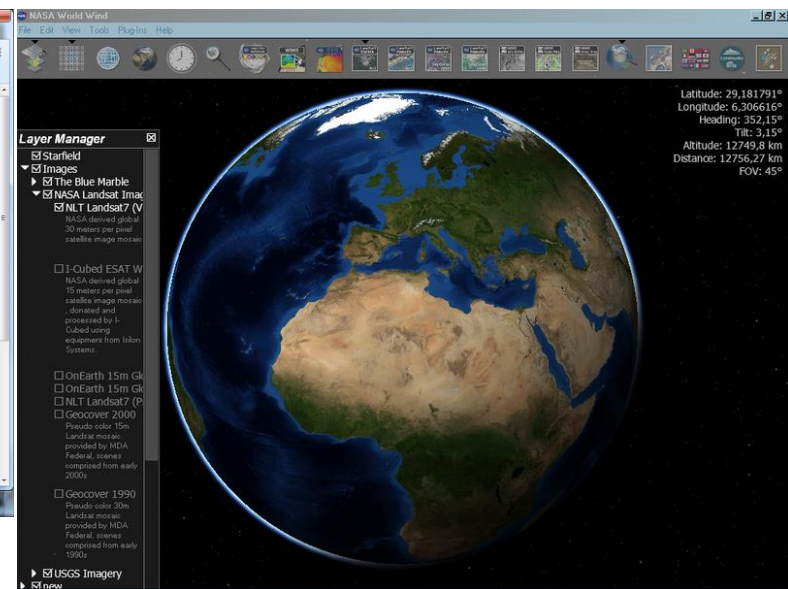 NASA World Wind
File Edit View Tools Plug-Ins Help
Latitude: 29,181791°
Longitude: 6,306616°
Heading: 352,15°
Tilt: 3,15°
Altitude: 12749,8 km
Distance: 12756,27 km
FOV: 45°
Layer Manager
Starfield
Images
The Blue Marble
NASA Landsat Imag
NLT Landsat7 (V
NASA derived global
30 meters per pixel
satellite image mosaic
I-Cubed ESAT W
NASA derived global
15 meters per pixel
satellite image mosaic
, donated and
processed by I-
Cubed using
equipment from Isilon
Systems.
OnEarth 15m Gl
OnEarth 15m Gl
NLT Landsat7 (P
Geocover 2000
Pseudo color 15m
Landsat mosaic
provided by MDA
Federal, scenes
comprised from early
2000s
Geocover 1990
Pseudo color 30m
Landsat mosaic
provided by MDA
Federal, scenes
comprised from early
1990s
USGS Imagery
new